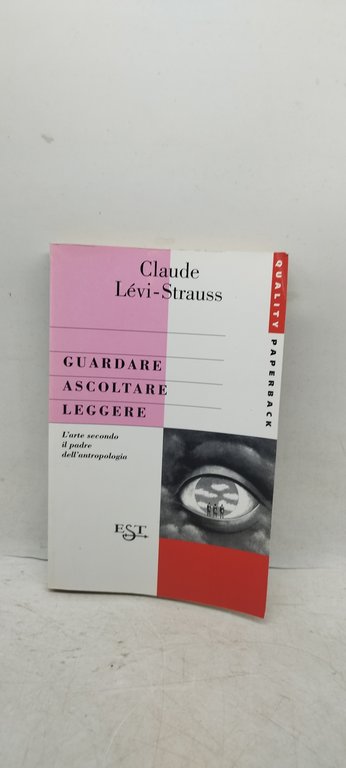 Claude
Lévi-Strauss
QUALITY PAPERBACK
GUARDARE
ASCOLTARE
LEGGERE
L'arte secondo
il padre
dell'antropologia
EST